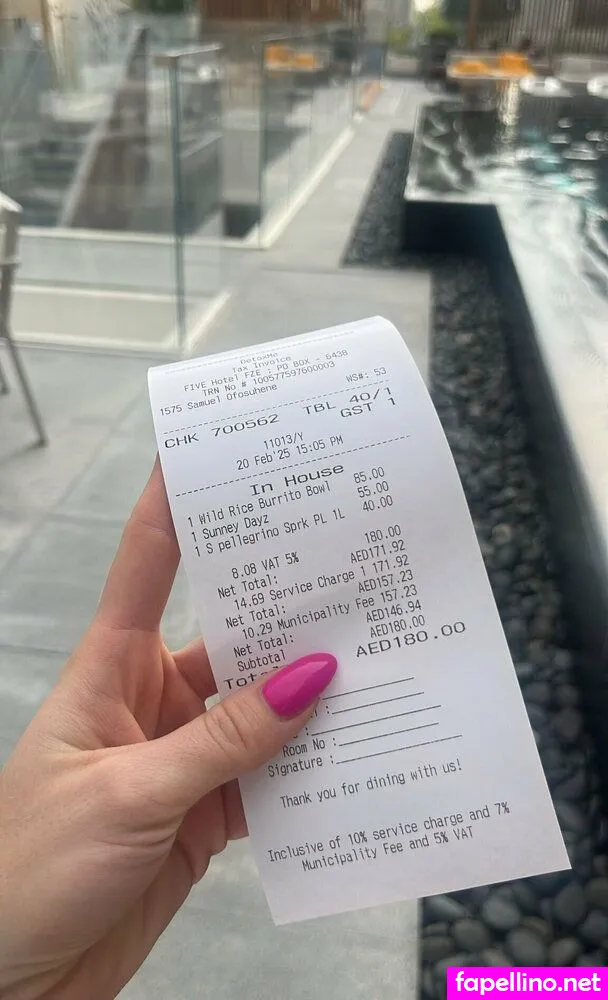 DetoxMe
Tax Invoice
FIVE Hotel FZE : PO BOX - 6438
TRN No # 100577597600003
1575 Samuel Ofosuhene WS#: 53
CHK 700562 TBL 40/1
GST 1
11013/Y
20 Feb'25 15:05 PM
In House
1 Wild Rice Burrito Bowl 85.00
1 Sunney Dayz 55.00
1 S pellegrino Sprk PL 1L 40.00
8.08 VAT 5% 180.00
Net Total: AED171.92
14.69 Service Charge 1 171.92
Net Total: AED157.23
10.29 Municipality Fee 157.23
Net Total: AED146.94
Subtotal AED180.00
AED180.00
Room No :
Signature :
Thank you for dining with us!
Inclusive of 10% service charge and 7%
Municipality Fee and 5% VAT
fapellino.net